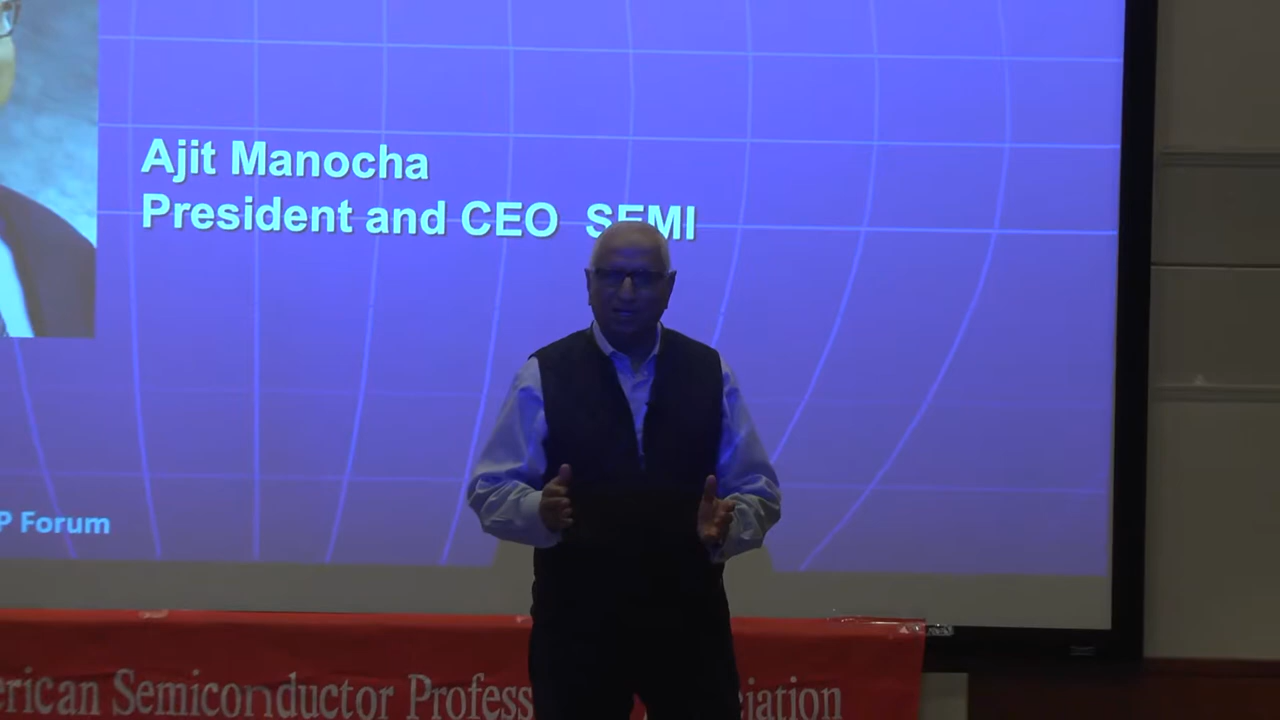 Ajit Manocha
President and CEO SEMI
P Forum
erican Semiconductor Profess ciation